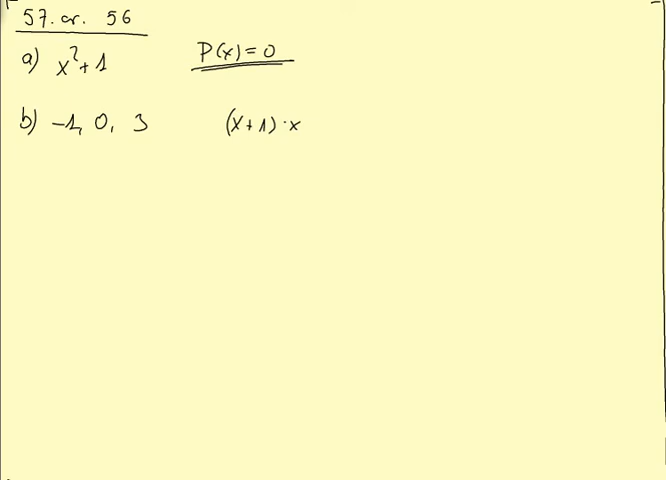 57. or. 56
a) x²+1 P(x)=0
b) -1, 0, 3 (x+1)·x